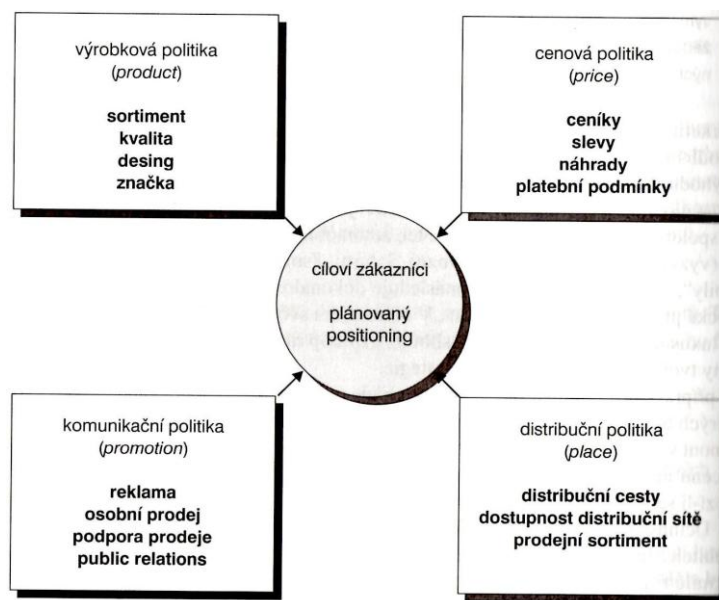 výrobková politika
(product)
sortiment
kvalita
desing
značka
cenová politika
(price)
ceníky
slevy
náhrady
platební podmínky
cíloví zákazníci
plánovaný
positioning
komunikační politika
(promotion)
reklama
osobní prodej
podpora prodeje
public relations
distribuční politika
(place)
distribuční cesty
dostupnost distribuční sítě
prodejní sortiment